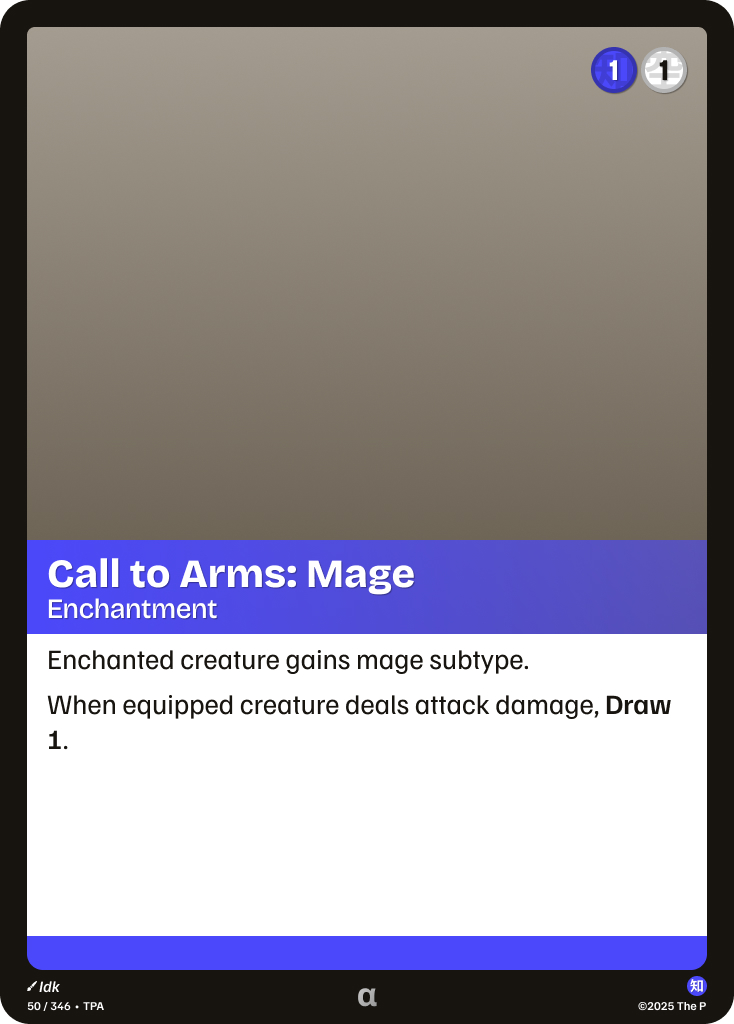 1 1
Call to Arms: Mage
Enchantment
Enchanted creature gains mage subtype.
When equipped creature deals attack damage, Draw
1.
Idk
知
50 / 346 • TPA
α
©2025 The P